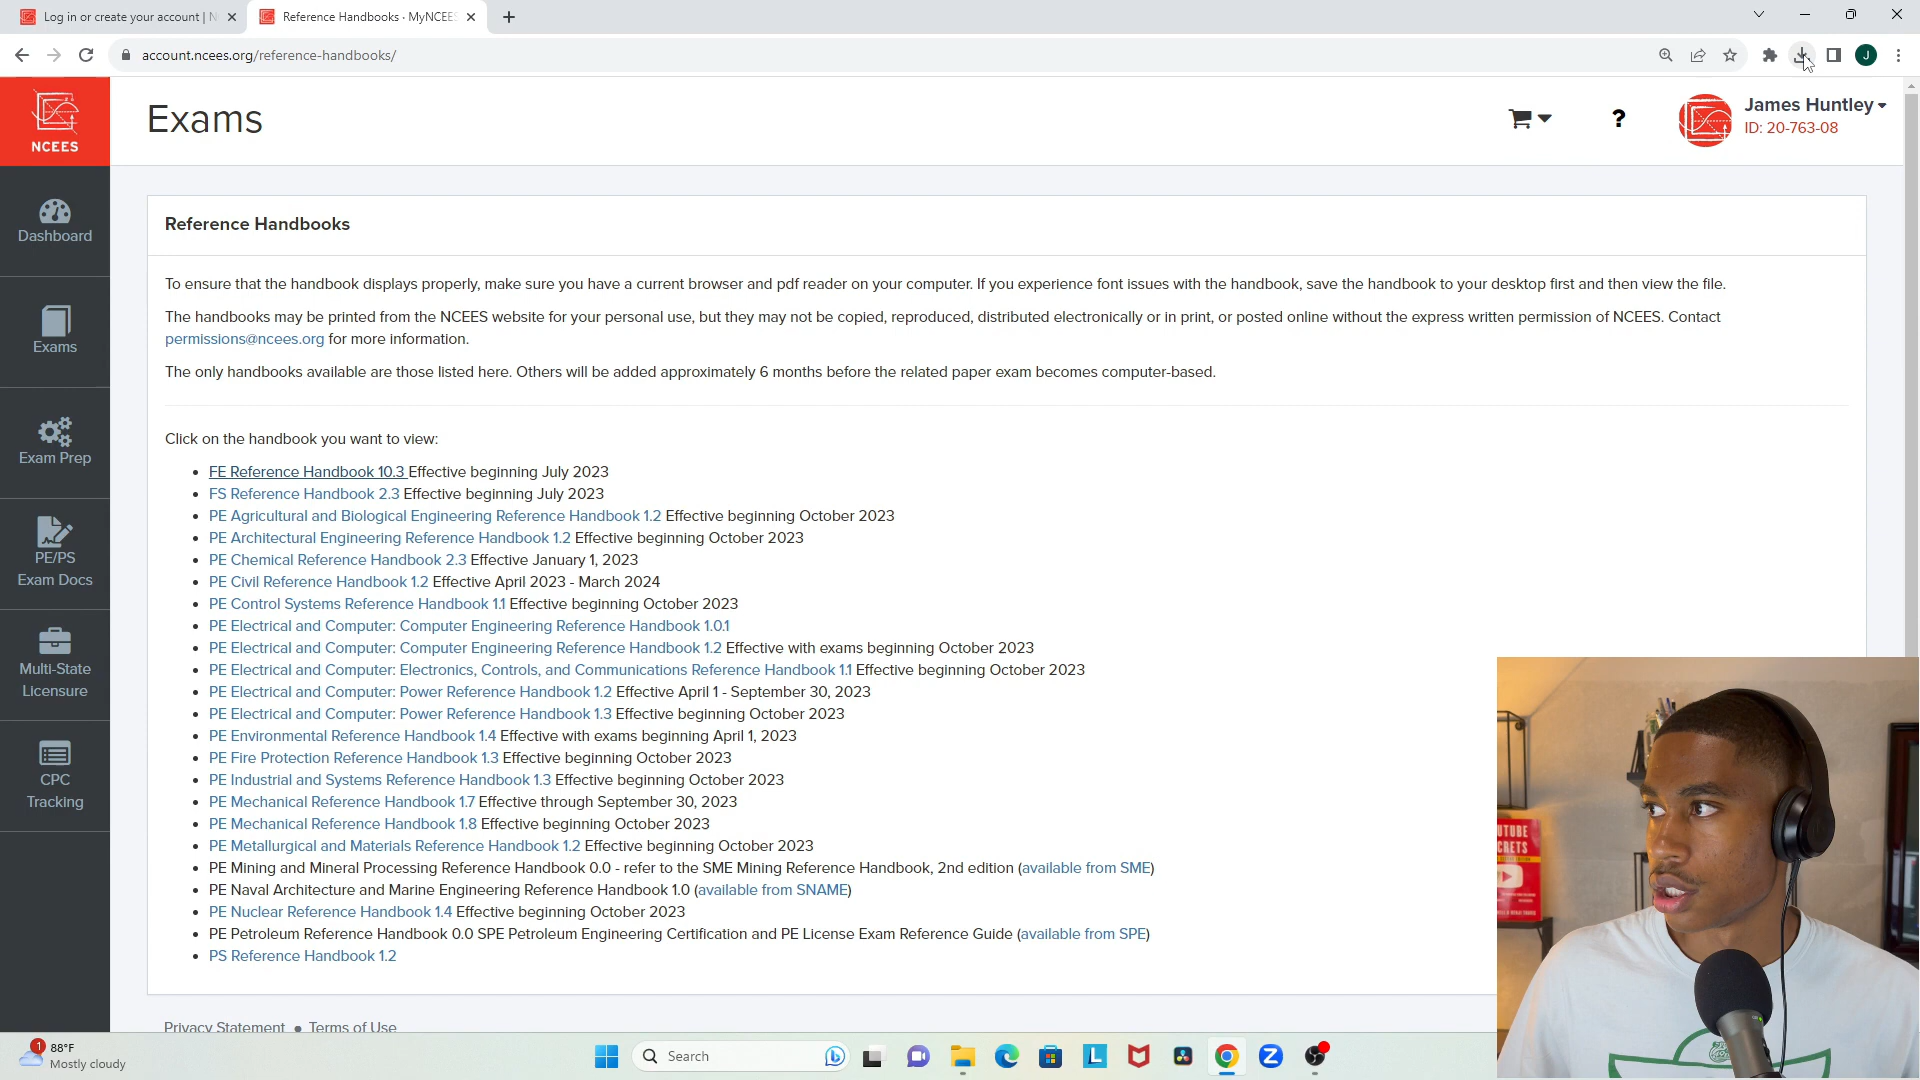 Log in or create your account | N
Reference Handbooks · MyNCEES
account.ncees.org/reference-handbooks/
J
NCEES
Exams
?
James Huntley
ID: 20-763-08
Dashboard
Exams
Exam Prep
PE/PS
Exam Docs
Multi-State
Licensure
CPC
Tracking
Reference Handbooks
To ensure that the handbook displays properly, make sure you have a current browser and pdf reader on your computer. If you experience font issues with the handbook, save the handbook to your desktop first and then view the file.
The handbooks may be printed from the NCEES website for your personal use, but they may not be copied, reproduced, distributed electronically or in print, or posted online without the express written permission of NCEES. Contact
permissions@ncees.org for more information.
The only handbooks available are those listed here. Others will be added approximately 6 months before the related paper exam becomes computer-based.
Click on the handbook you want to view:
• FE Reference Handbook 10.3 Effective beginning July 2023
• FS Reference Handbook 2.3 Effective beginning July 2023
• PE Agricultural and Biological Engineering Reference Handbook 1.2 Effective beginning October 2023
• PE Architectural Engineering Reference Handbook 1.2 Effective beginning October 2023
• PE Chemical Reference Handbook 2.3 Effective January 1, 2023
• PE Civil Reference Handbook 1.2 Effective April 2023 - March 2024
• PE Control Systems Reference Handbook 1.1 Effective beginning October 2023
• PE Electrical and Computer: Computer Engineering Reference Handbook 1.0.1
• PE Electrical and Computer: Computer Engineering Reference Handbook 1.2 Effective with exams beginning October 2023
• PE Electrical and Computer: Electronics, Controls, and Communications Reference Handbook 1.1 Effective beginning October 2023
• PE Electrical and Computer: Power Reference Handbook 1.2 Effective April 1 - September 30, 2023
• PE Electrical and Computer: Power Reference Handbook 1.3 Effective beginning October 2023
• PE Environmental Reference Handbook 1.4 Effective with exams beginning April 1, 2023
• PE Fire Protection Reference Handbook 1.3 Effective beginning October 2023
• PE Industrial and Systems Reference Handbook 1.3 Effective beginning October 2023
• PE Mechanical Reference Handbook 1.7 Effective through September 30, 2023
• PE Mechanical Reference Handbook 1.8 Effective beginning October 2023
• PE Metallurgical and Materials Reference Handbook 1.2 Effective beginning October 2023
• PE Mining and Mineral Processing Reference Handbook 0.0 - refer to the SME Mining Reference Handbook, 2nd edition (available from SME)
• PE Naval Architecture and Marine Engineering Reference Handbook 1.0 (available from SNAME)
• PE Nuclear Reference Handbook 1.4 Effective beginning October 2023
• PE Petroleum Reference Handbook 0.0 SPE Petroleum Engineering Certification and PE License Exam Reference Guide (available from SPE)
• PS Reference Handbook 1.2
Privacy Statement • Terms of Use
UTUBE
CRETS
1
88°F
Mostly cloudy
Search
L
Z